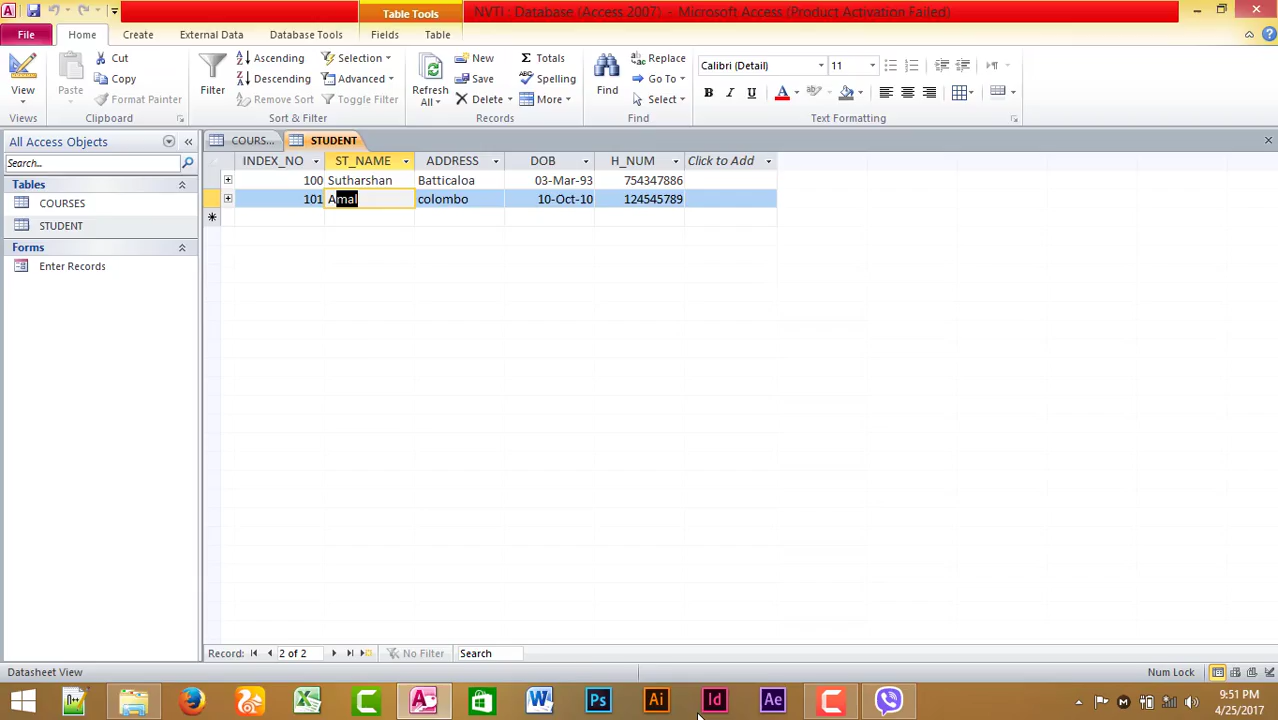 Table Tools
NVTI : Database (Access 2007) - Microsoft Access (Product Activation Failed)
File Home Create External Data Database Tools Fields Table
View
Views
Paste
Cut
Copy
Format Painter
Clipboard
Filter
Ascending
Descending
Remove Sort
Selection
Advanced
Toggle Filter
Sort & Filter
Refresh
All
New
Save
Delete
Totals
Spelling
More
Records
Find
Replace
Go To
Select
Find
Calibri (Detail) 11
B I U A
Text Formatting
All Access Objects
Search...
Tables
COURSES
STUDENT
Forms
Enter Records
COURS... STUDENT
INDEX_NO ST_NAME ADDRESS DOB H_NUM Click to Add
100 Sutharshan Batticaloa 03-Mar-93 754347886
101 Amal colombo 10-Oct-10 124545789
Record: 2 of 2 No Filter Search
Datasheet View Num Lock
W Ps Ai Id Ae
9:51 PM
4/25/2017